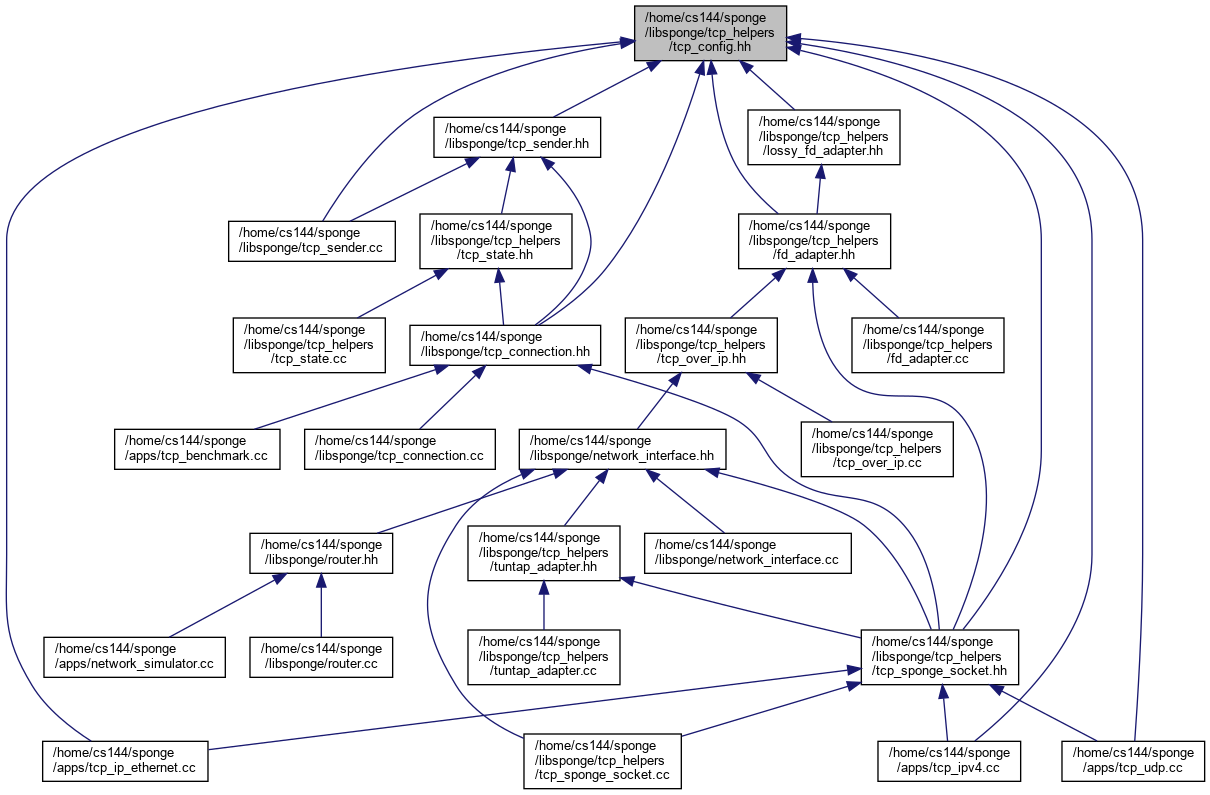 /home/cs144/sponge
/libsponge/tcp_helpers
/tcp_config.hh
/home/cs144/sponge
/libsponge/tcp_sender.hh
/home/cs144/sponge
/libsponge/tcp_helpers
/lossy_fd_adapter.hh
/home/cs144/sponge
/libsponge/tcp_sender.cc
/home/cs144/sponge
/libsponge/tcp_helpers
/tcp_state.hh
/home/cs144/sponge
/libsponge/tcp_helpers
/fd_adapter.hh
/home/cs144/sponge
/libsponge/tcp_helpers
/tcp_state.cc
/home/cs144/sponge
/libsponge/tcp_connection.hh
/home/cs144/sponge
/libsponge/tcp_helpers
/tcp_over_ip.hh
/home/cs144/sponge
/libsponge/tcp_helpers
/fd_adapter.cc
/home/cs144/sponge
/apps/tcp_benchmark.cc
/home/cs144/sponge
/libsponge/tcp_connection.cc
/home/cs144/sponge
/libsponge/network_interface.hh
/home/cs144/sponge
/libsponge/tcp_helpers
/tcp_over_ip.cc
/home/cs144/sponge
/libsponge/router.hh
/home/cs144/sponge
/libsponge/tcp_helpers
/tuntap_adapter.hh
/home/cs144/sponge
/libsponge/network_interface.cc
/home/cs144/sponge
/apps/network_simulator.cc
/home/cs144/sponge
/libsponge/router.cc
/home/cs144/sponge
/libsponge/tcp_helpers
/tuntap_adapter.cc
/home/cs144/sponge
/libsponge/tcp_helpers
/tcp_sponge_socket.hh
/home/cs144/sponge
/apps/tcp_ip_ethernet.cc
/home/cs144/sponge
/libsponge/tcp_helpers
/tcp_sponge_socket.cc
/home/cs144/sponge
/apps/tcp_ipv4.cc
/home/cs144/sponge
/apps/tcp_udp.cc